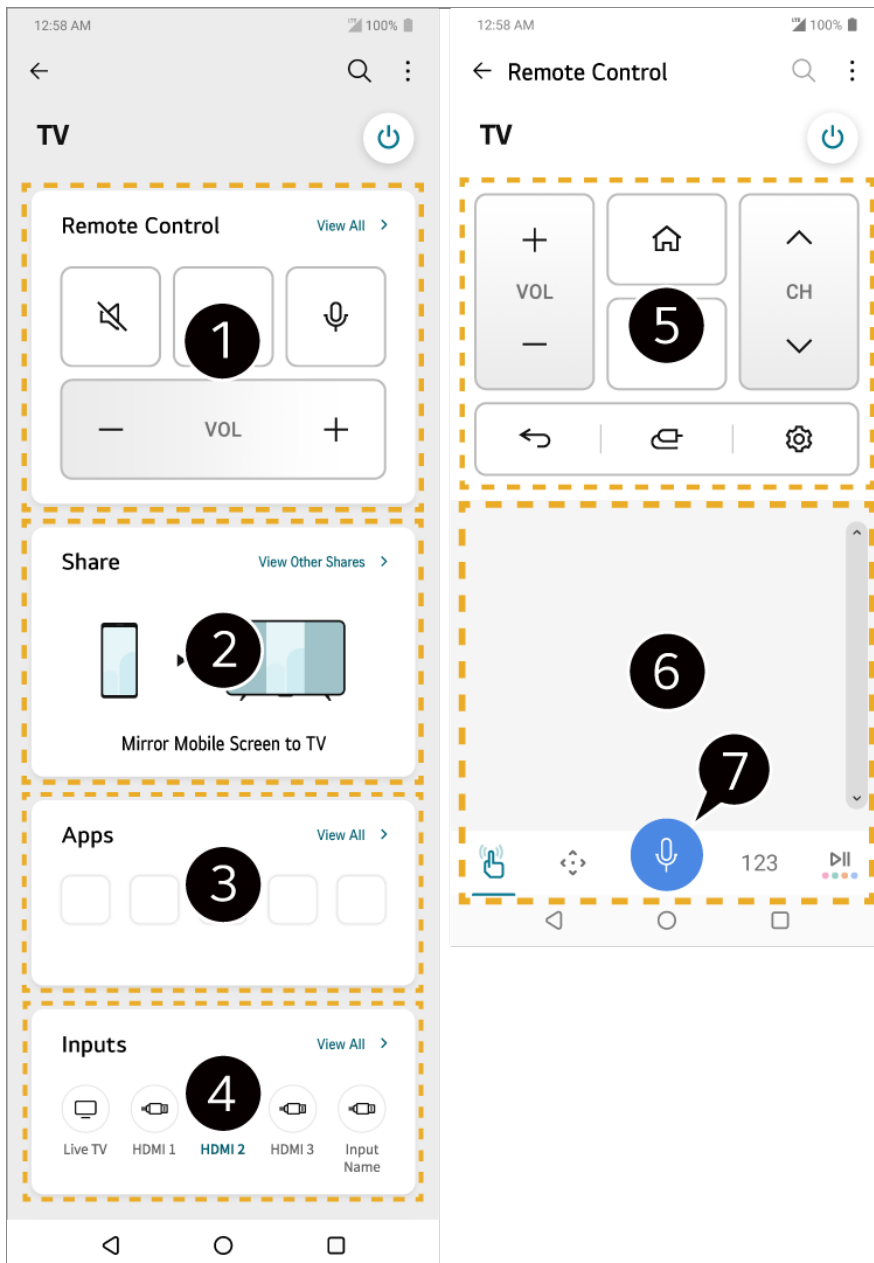 12:58 AM
LTE 100%
TV
Remote Control
View All >
1
VOL
Share
View Other Shares >
2
Mirror Mobile Screen to TV
Apps
View All >
3
Inputs
View All >
4
Live TV
HDMI 1
HDMI 2
HDMI 3
Input
Name
12:58 AM
LTE 100%
Remote Control
TV
VOL
CH
5
6
7
123